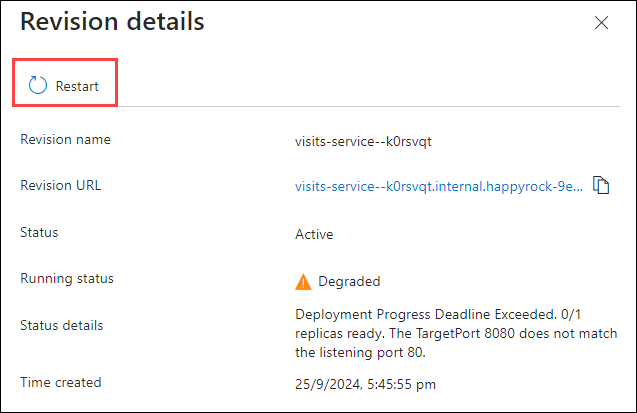 Revision details
Restart
Revision name visits-service--k0rsvqt
Revision URL visits-service--k0rsvqt.internal.happyrock-9e...
Status Active
Running status Degraded
Status details Deployment Progress Deadline Exceeded. 0/1
replicas ready. The TargetPort 8080 does not match
the listening port 80.
Time created 25/9/2024, 5:45:55 pm